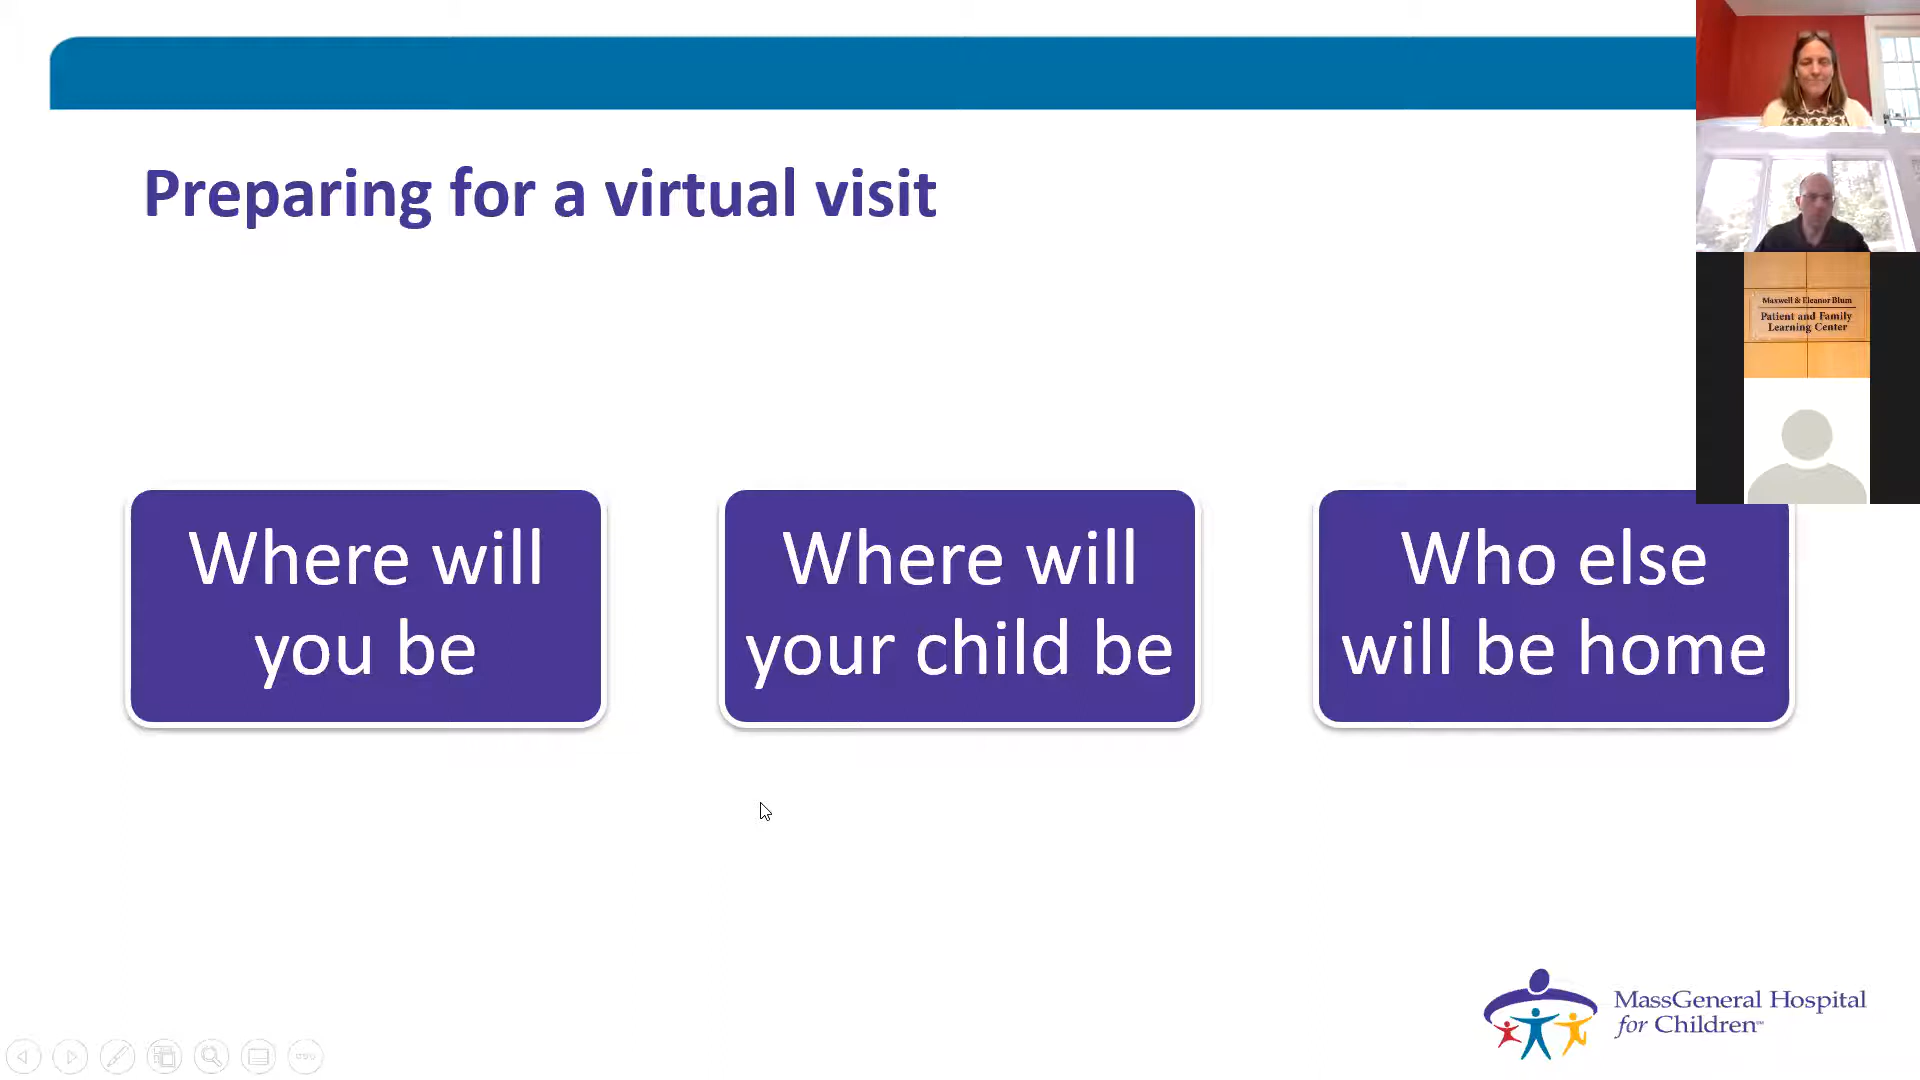 Preparing for a virtual visit
Maxwell & Eleanor Blum
Patient and Family
Learning Center
Where will
you be
Where will
your child be
Who else
will be home
MassGeneral Hospital
for Children™